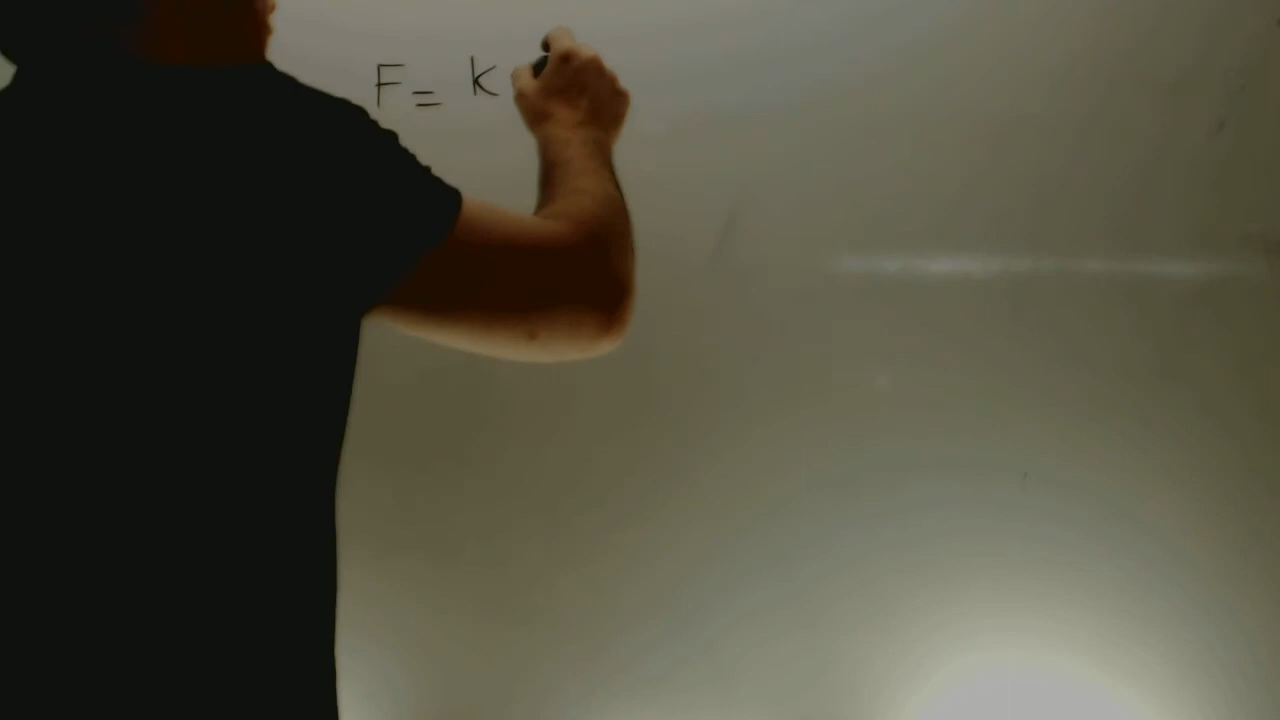 F = k